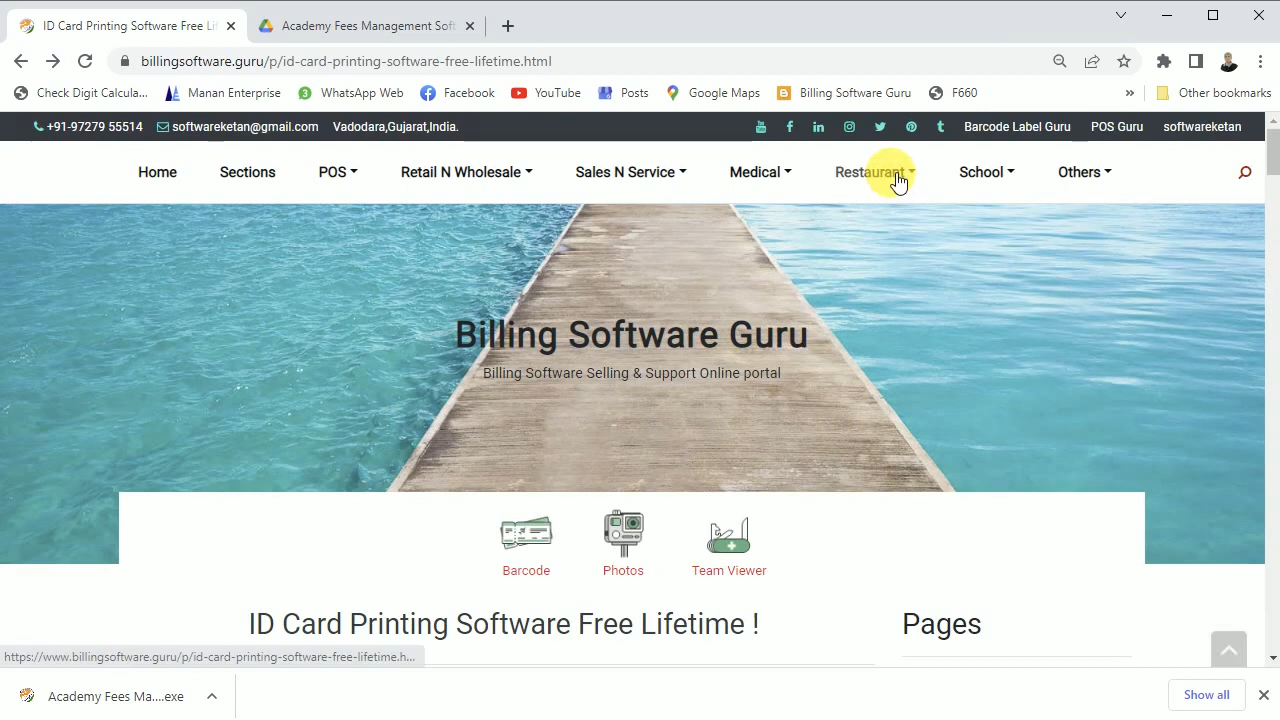 ID Card Printing Software Free Li
Academy Fees Management Soft
billingsoftware.guru/p/id-card-printing-software-free-lifetime.html
Check Digit Calcula... Manan Enterprise WhatsApp Web Facebook YouTube Posts Google Maps Billing Software Guru F660 » Other bookmarks
+91-97279 55514 softwareketan@gmail.com Vadodara,Gujarat,India. Barcode Label Guru POS Guru softwareketan
Home Sections POS Retail N Wholesale Sales N Service Medical Restaurant School Others
Billing Software Guru
Billing Software Selling & Support Online portal
Barcode Photos Team Viewer
ID Card Printing Software Free Lifetime !
Pages
https://www.billingsoftware.guru/p/id-card-printing-software-free-lifetime.h...
Academy Fees Ma....exe
Show all